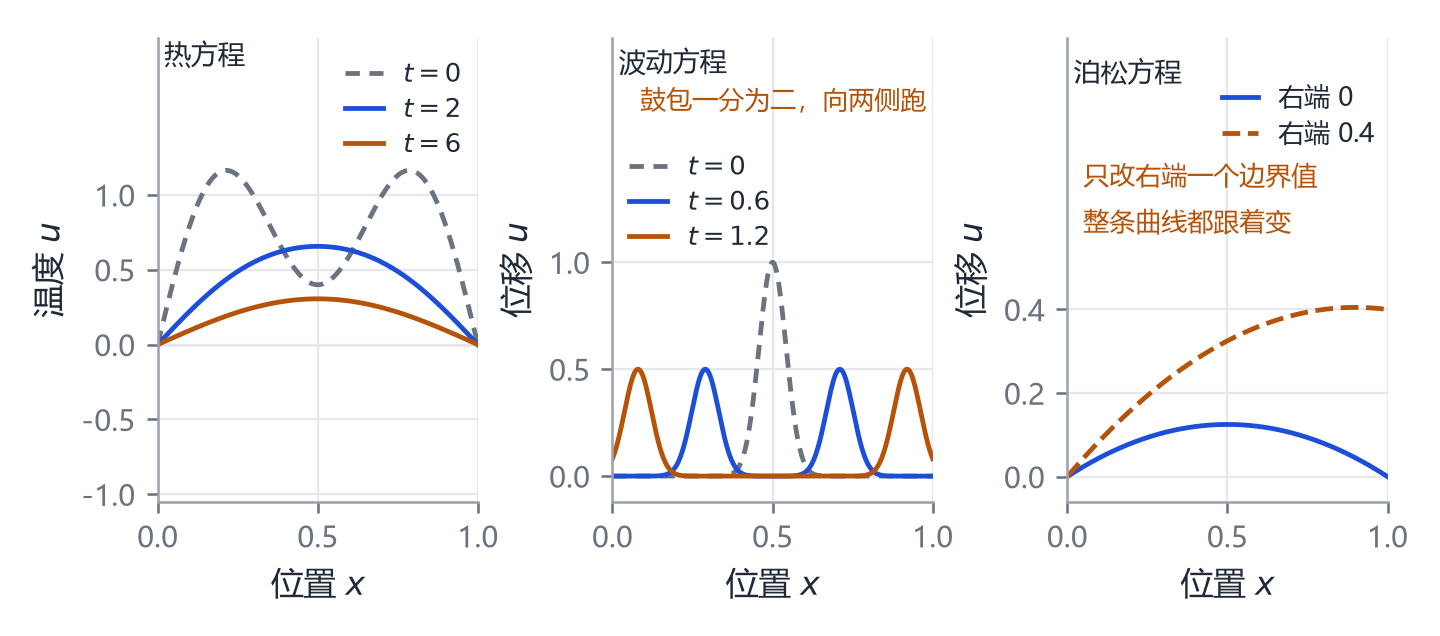 热方程
t = 0
t = 2
t = 6
1.0
0.5
0.0
-0.5
-1.0
0.0 0.5 1.0
温度 u
位置 x
波动方程
鼓包一分为二，向两侧跑
t = 0
t = 0.6
t = 1.2
1.0
0.5
0.0
0.0 0.5 1.0
位移 u
位置 x
泊松方程
右端 0
右端 0.4
只改右端一个边界值
整条曲线都跟着变
0.4
0.2
0.0
0.0 0.5 1.0
位移 u
位置 x